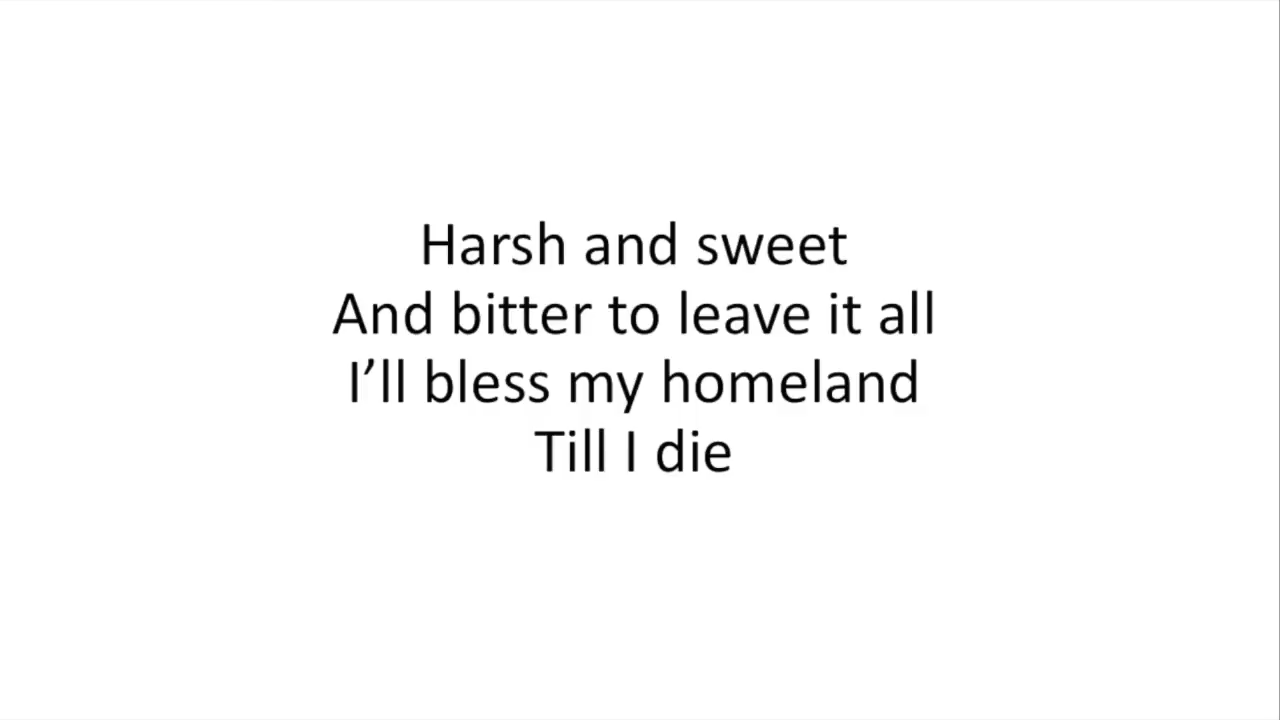 Harsh and sweet
And bitter to leave it all
I’ll bless my homeland
Till I die